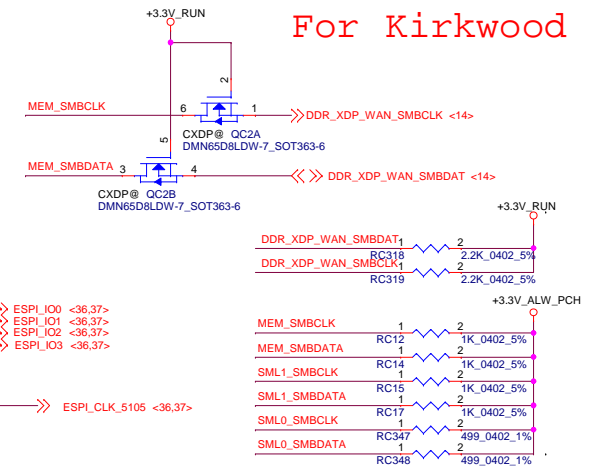 +3.3V_RUN
For Kirkwood
2
MEM_SMBCLK 6 1 DDR_XDP_WAN_SMBCLK <14>
CXDP@ QC2A
DMN65D8LDW-7_SOT363-6
5
MEM_SMBDATA 3 4 DDR_XDP_WAN_SMBDAT <14>
CXDP@ QC2B
DMN65D8LDW-7_SOT363-6
+3.3V_RUN
DDR_XDP_WAN_SMBDAT 1 2
RC318 2.2K_0402_5%
DDR_XDP_WAN_SMBCLK 1 2
RC319 2.2K_0402_5%
+3.3V_ALW_PCH
ESPI_IO0 <36,37>
ESPI_IO1 <36,37>
ESPI_IO2 <36,37>
ESPI_IO3 <36,37>
MEM_SMBCLK 1 2
RC12 1K_0402_5%
MEM_SMBDATA 1 2
RC14 1K_0402_5%
SML1_SMBCLK 1 2
RC15 1K_0402_5%
SML1_SMBDATA 1 2
RC17 1K_0402_5%
ESPI_CLK_5105 <36,37>
SML0_SMBCLK 1 2
RC347 499_0402_1%
SML0_SMBDATA 1 2
RC348 499_0402_1%